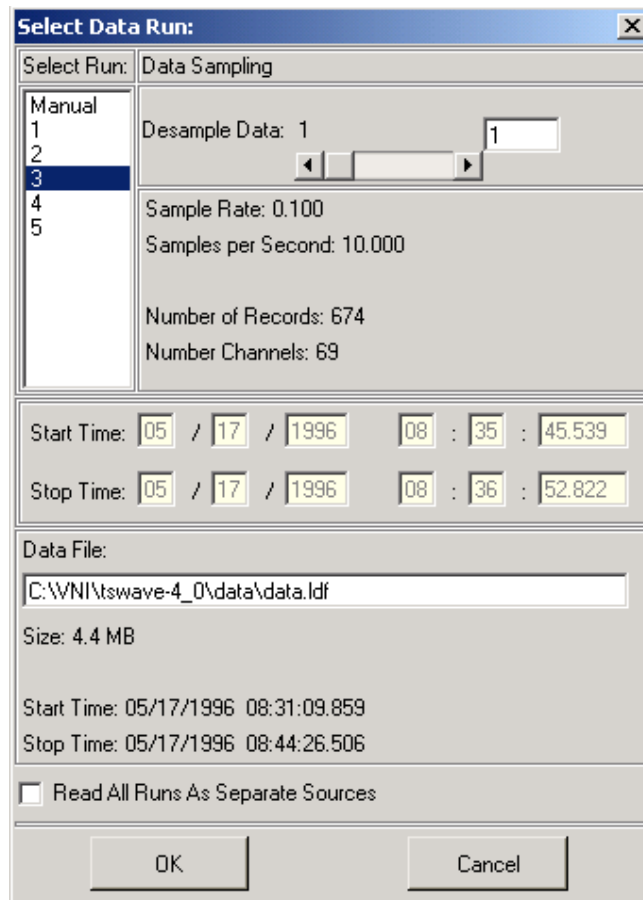 Select Data Run:
Select Run: Data Sampling
Manual
1
2
3
4
5
Desample Data: 1
1
Sample Rate: 0.100
Samples per Second: 10.000
Number of Records: 674
Number Channels: 69
Start Time: 05 / 17 / 1996 08 : 35 : 45.539
Stop Time: 05 / 17 / 1996 08 : 36 : 52.822
Data File:
C:\VNI\tswave-4_0\data\data.ldf
Size: 4.4 MB
Start Time: 05/17/1996 08:31:09.859
Stop Time: 05/17/1996 08:44:26.506
Read All Runs As Separate Sources
OK Cancel